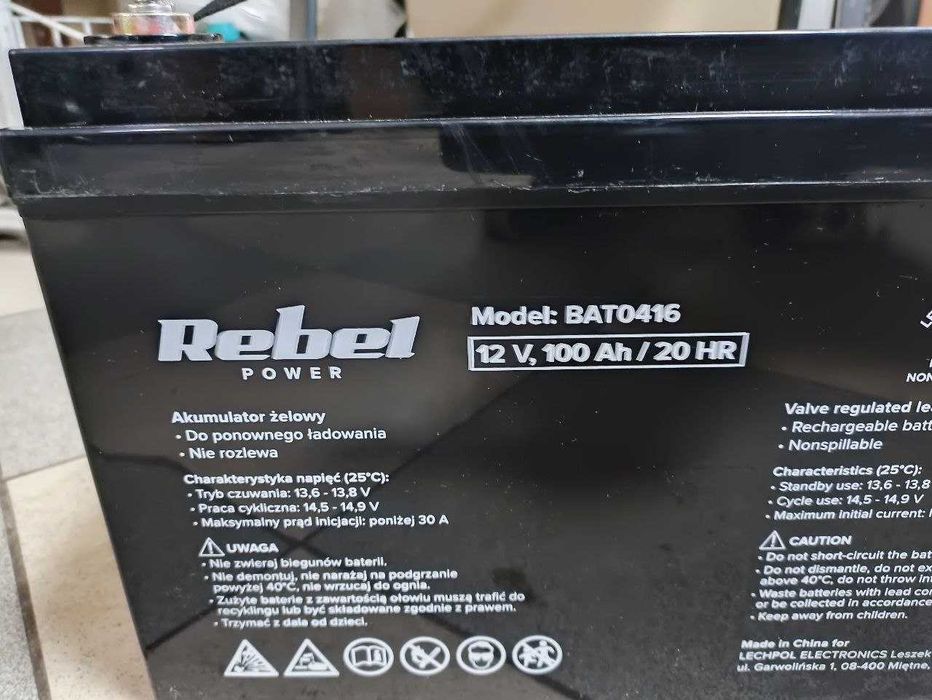 Rebel
POWER
Model: BAT0416
12 V, 100 Ah / 20 HR
Akumulator żelowy
• Do ponownego ładowania
• Nie rozlewa
Charakterystyka napięć (25°C):
• Tryb czuwania: 13,6 - 13,8 V
• Praca cykliczna: 14,5 - 14,9 V
• Maksymalny prąd inicjacji: poniżej 30 A
UWAGA
• Nie zwieraj biegunów baterii.
• Nie demontuj, nie narażaj na podgrzanie
powyżej 40°C, nie wrzucaj do ognia.
• Zużyte baterie z zawartością ołowiu muszą trafić do
recyklingu lub być składowane zgodnie z prawem.
• Trzymać z dala od dzieci.
NON
Valve regulated lea
• Rechargeable batt
• Nonspillable
Characteristics (25°C):
• Standby use: 13,6 - 13,8
• Cycle use: 14,5 - 14,9 V
• Maximum initial current:
CAUTION
• Do not short-circuit the bat
• Do not dismantle, do not ex
above 40°C, do not throw int
• Waste batteries with lead con
or be collected in accordance
• Keep away from children.
Made in China for
LECHPOL ELECTRONICS Leszek
ul. Garwolińska 1, 08-400 Miętne,